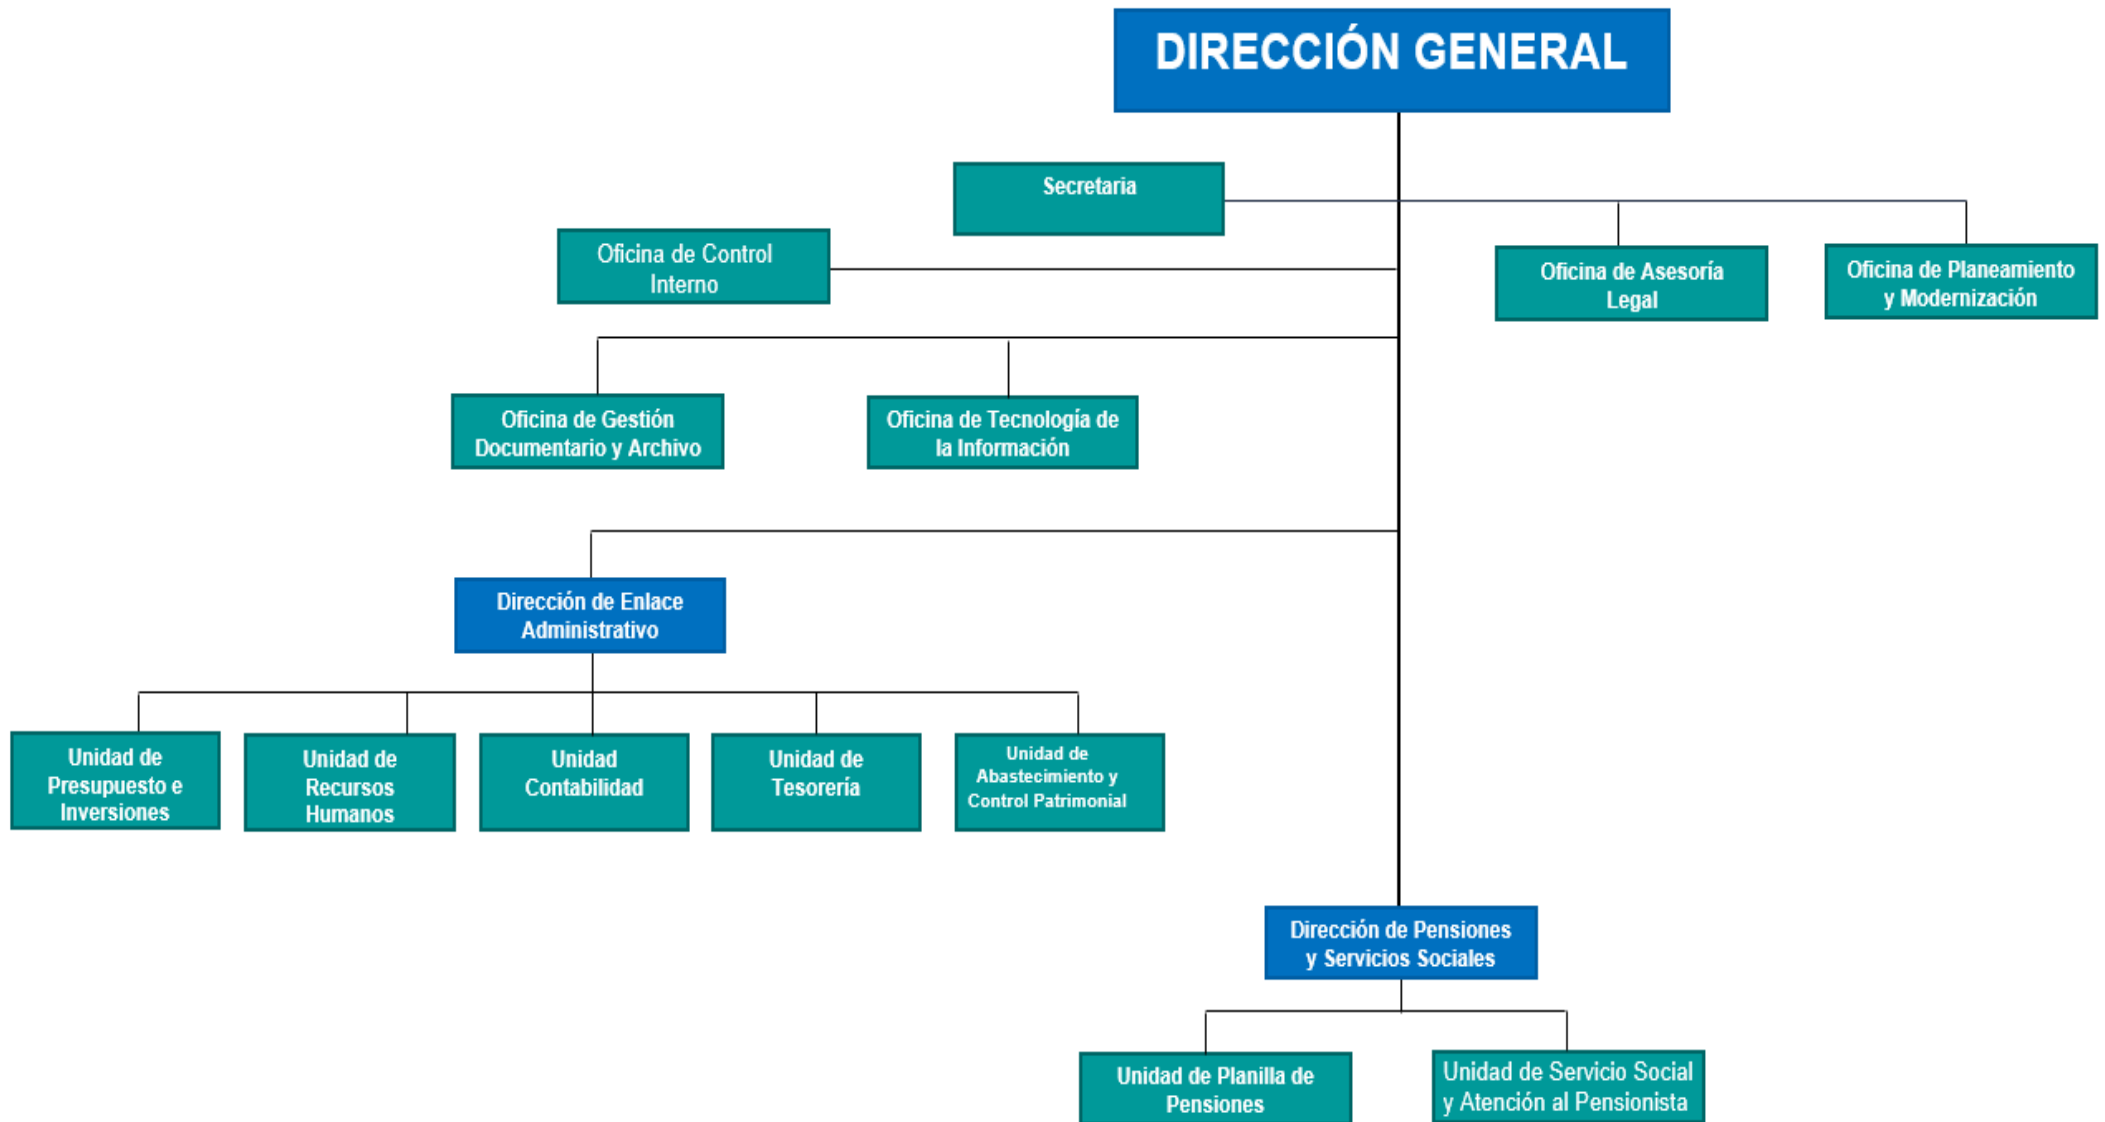 DIRECCIÓN GENERAL
Secretaria
Oficina de Control
Interno
Oficina de Asesoría
Legal
Oficina de Planeamiento
y Modernización
Oficina de Gestión
Documentario y Archivo
Oficina de Tecnología de
la Información
Dirección de Enlace
Administrativo
Unidad de
Presupuesto e
Inversiones
Unidad de
Recursos
Humanos
Unidad
Contabilidad
Unidad de
Tesorería
Unidad de
Abastecimiento y
Control Patrimonial
Dirección de Pensiones
y Servicios Sociales
Unidad de Planilla de
Pensiones
Unidad de Servicio Social
y Atención al Pensionista